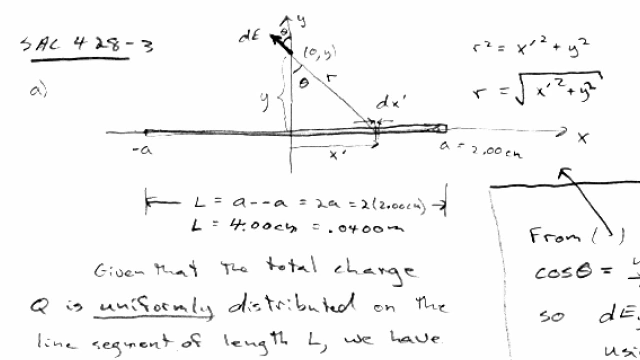 SAC 4 28-3
a)
dE
θ
y
(0, y)
θ
r
y
dx'
x'
-a
a = 2.00cm
x
r² = x'² + y²
r = √(x'² + y²)
L = a--a = 2a = 2(2.00cm)
L = 4.00cm = .0400m
Given that the total charge
Q is uniformly distributed on the
line segment of length L, we have
From ( )
cosθ =
so dE
usi